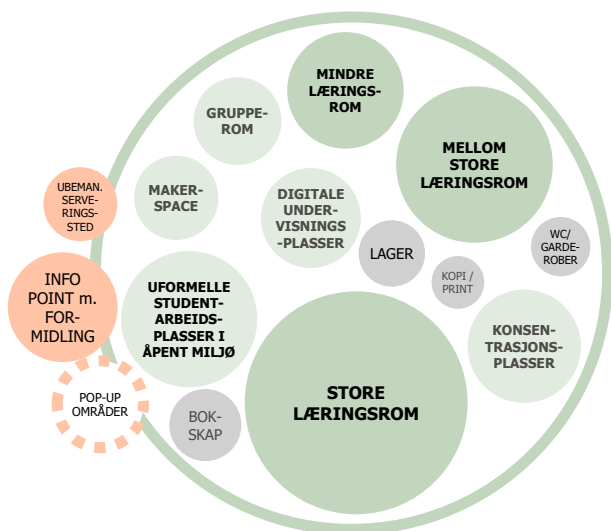 MINDRE
LÆRINGS-
ROM
GRUPPE-
ROM
MELLOM
STORE
LÆRINGSROM
UBEMAN.
SERVE-
RINGS-
STED
MAKER-
SPACE
DIGITALE
UNDER-
VISNINGS
-PLASSER
LAGER
WC/
GARDE-
ROBER
KOPI /
PRINT
INFO
POINT m.
FOR-
MIDLING
UFORMELLE
STUDENT-
ARBEIDS-
PLASSER I
ÅPENT MILJØ
KONSEN-
TRASJONS-
PLASSER
POP-UP
OMRÅDER
BOK-
SKAP
STORE
LÆRINGSROM